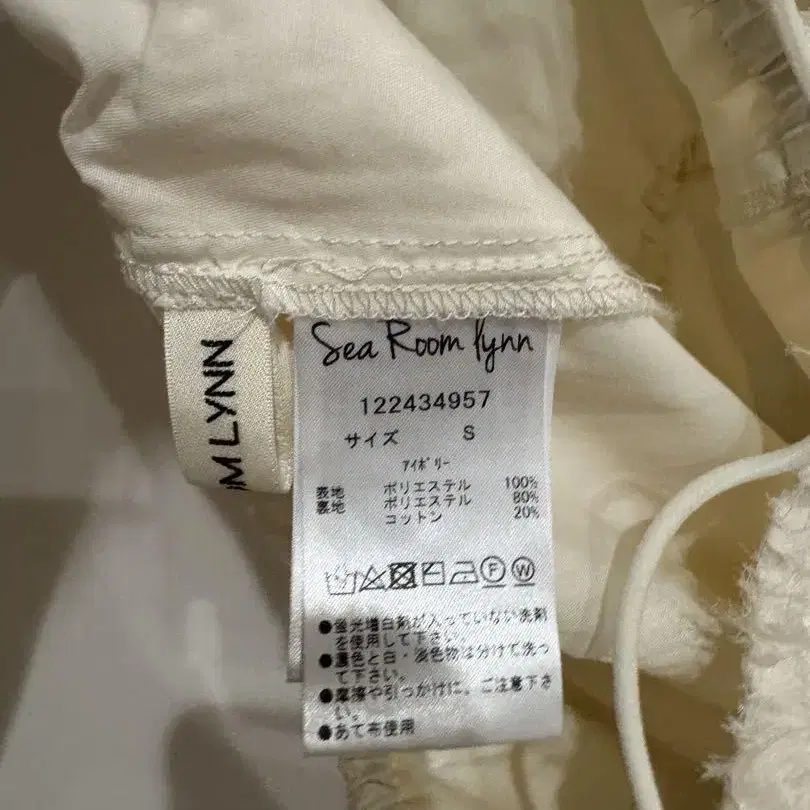 OM LYNN
Sea Room lynn
122434957
サイズ S
アイボリー
表地 ポリエステル 100%
裏地 ポリエステル 80%
コットン 20%
F W
●蛍光増白剤が入っていない洗剤
を使用して下さい。
●濃色と白・淡色物は分けて洗っ
て下さい。
●摩擦や引っかけに、ご注意下さ
い。
●あて布使用